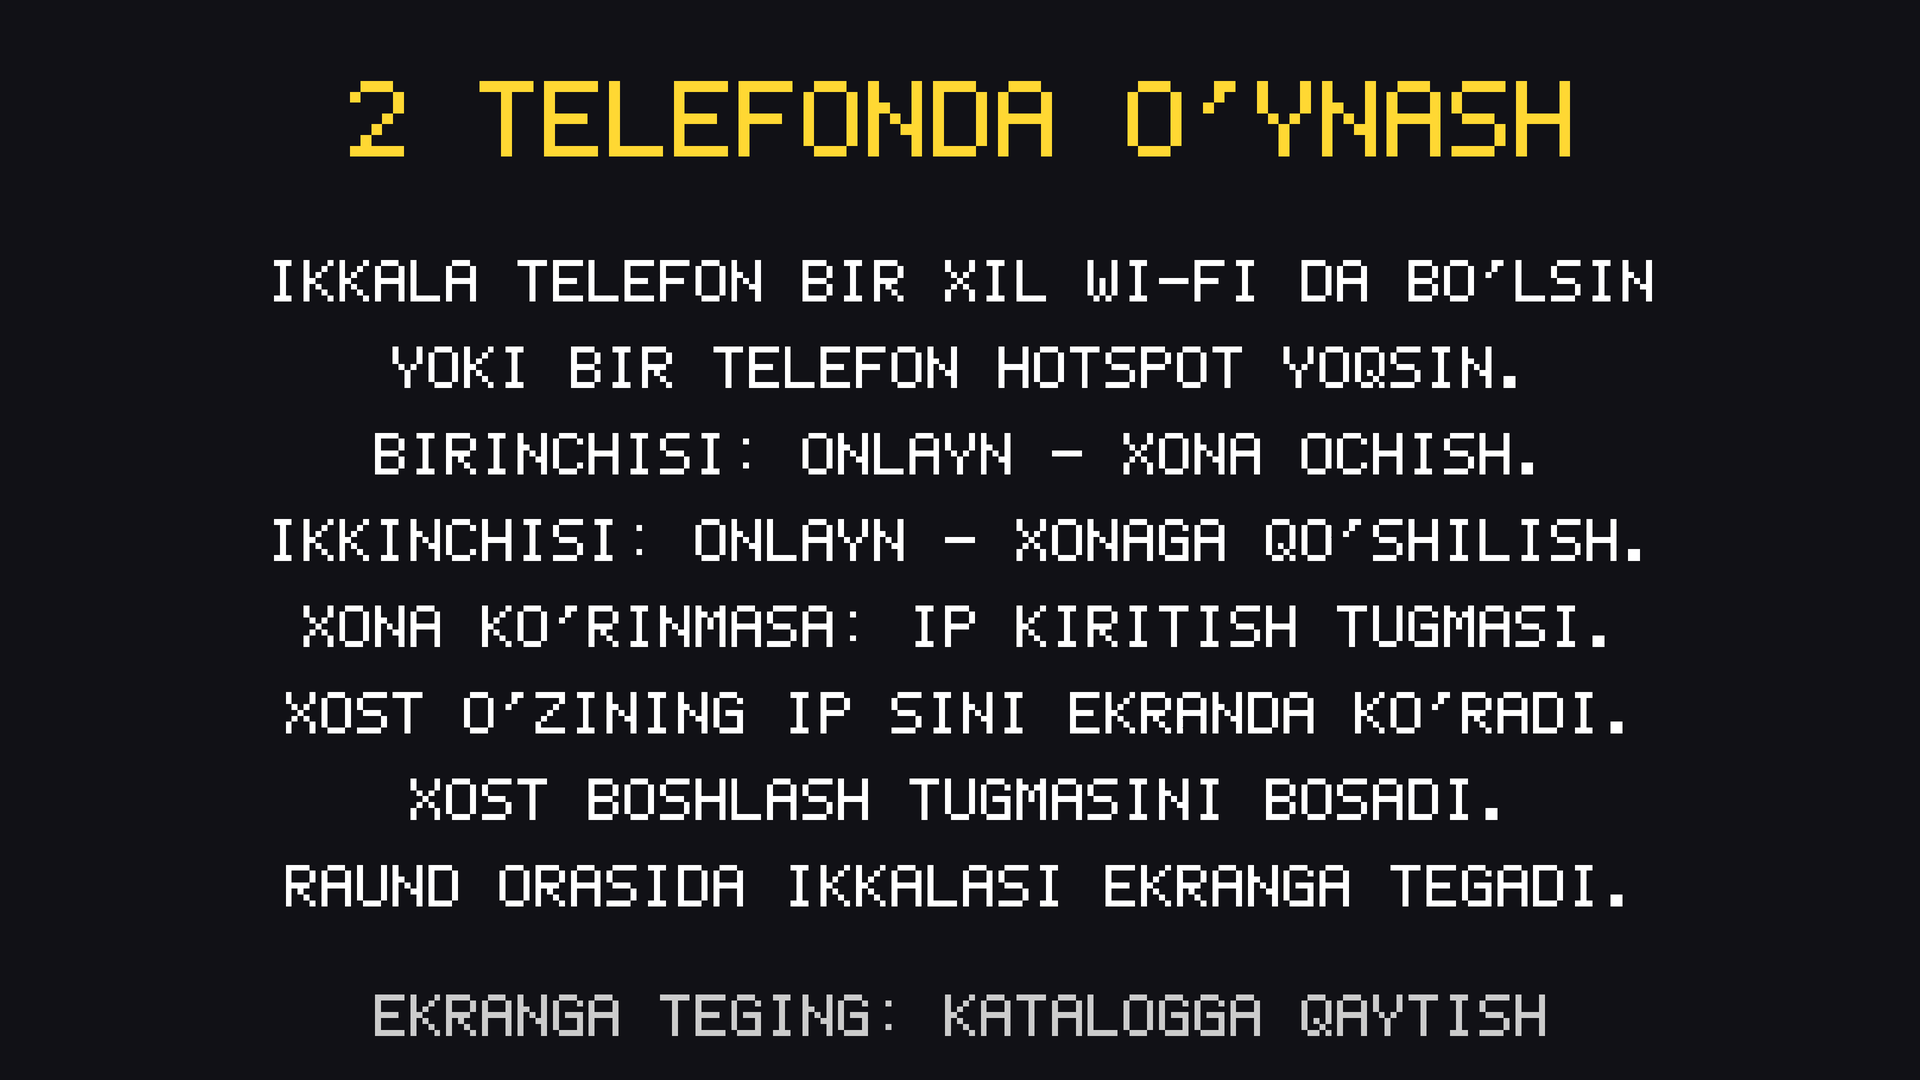 2 TELEFONDA O'YNASH
IKKALA TELEFON BIR XIL WI-FI DA BO'LSIN
YOKI BIR TELEFON HOTSPOT YOQSIN.
BIRINCHISI: ONLAYN - XONA OCHISH.
IKKINCHISI: ONLAYN - XONAGA QO'SHILISH.
XONA KO'RINMASA: IP KIRITISH TUGMASI.
XOST O'ZINING IP SINI EKRANDA KO'RADI.
XOST BOSHLASH TUGMASINI BOSADI.
RAUND ORASIDA IKKALASI EKRANGA TEGADI.
EKRANGA TEGING: KATALOGGA QAYTISH